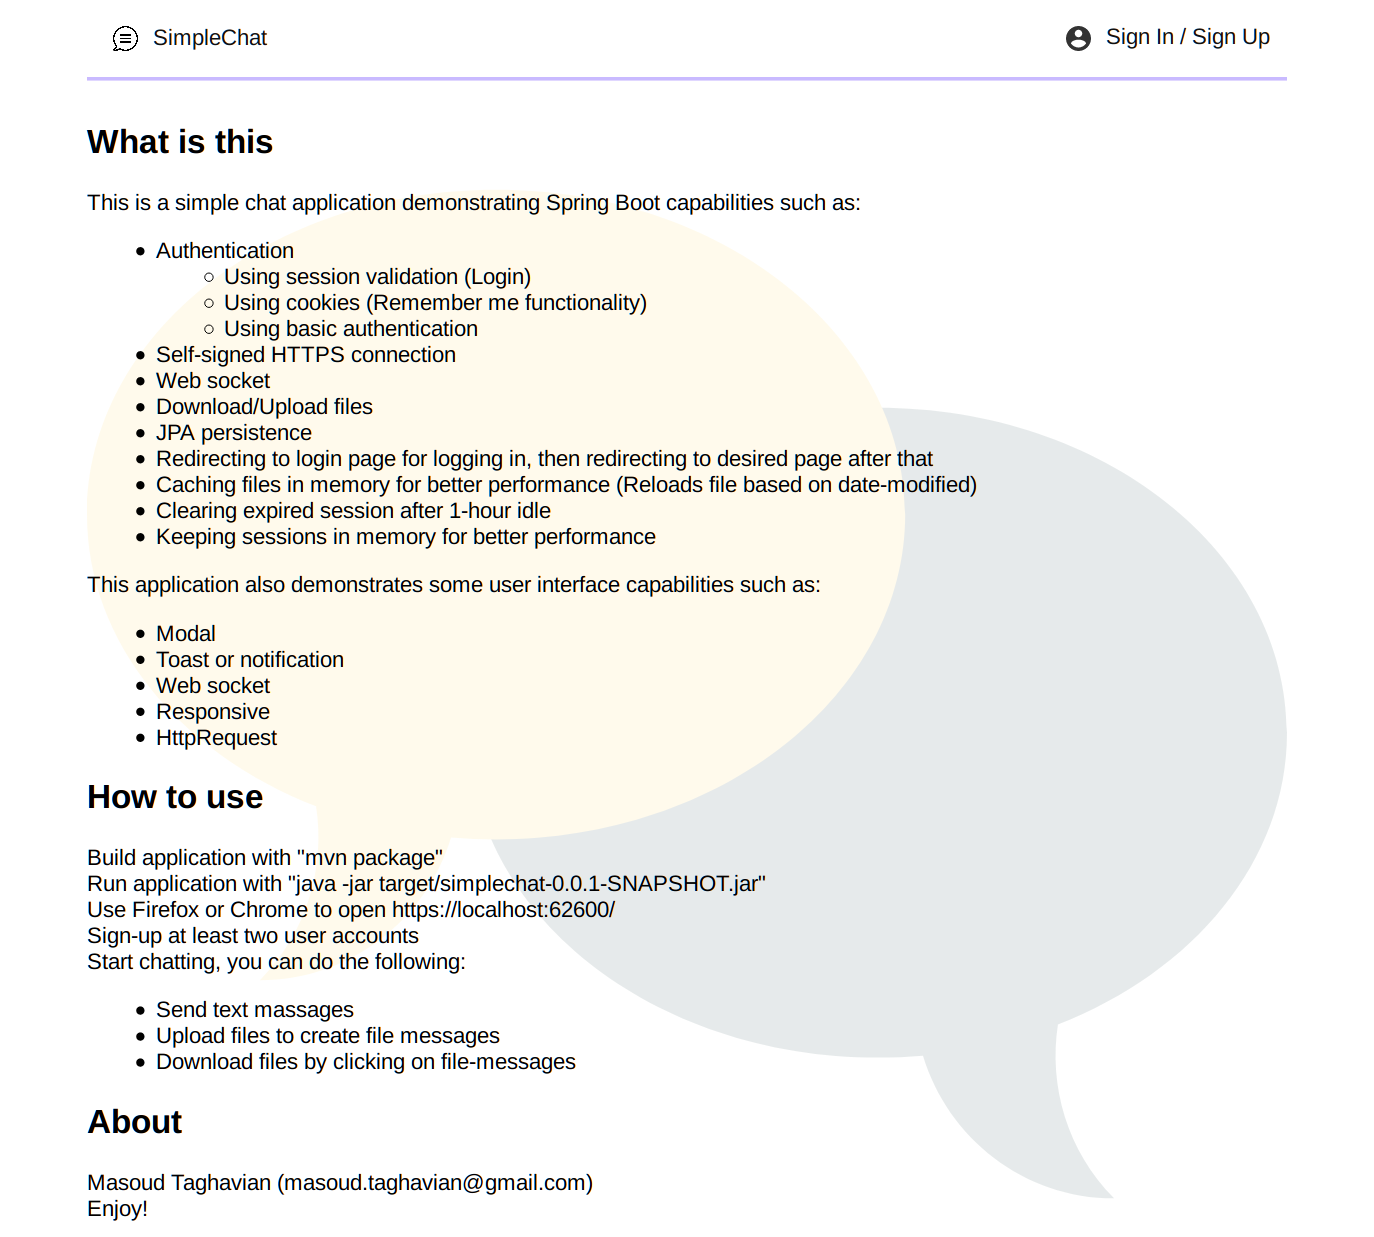 SimpleChat
Sign In / Sign Up
What is this
This is a simple chat application demonstrating Spring Boot capabilities such as:
Authentication
Using session validation (Login)
Using cookies (Remember me functionality)
Using basic authentication
Self-signed HTTPS connection
Web socket
Download/Upload files
JPA persistence
Redirecting to login page for logging in, then redirecting to desired page after that
Caching files in memory for better performance (Reloads file based on date-modified)
Clearing expired session after 1-hour idle
Keeping sessions in memory for better performance
This application also demonstrates some user interface capabilities such as:
Modal
Toast or notification
Web socket
Responsive
HttpRequest
How to use
Build application with "mvn package"
Run application with "java -jar target/simplechat-0.0.1-SNAPSHOT.jar"
Use Firefox or Chrome to open https://localhost:62600/
Sign-up at least two user accounts
Start chatting, you can do the following:
Send text massages
Upload files to create file messages
Download files by clicking on file-messages
About
Masoud Taghavian (masoud.taghavian@gmail.com)
Enjoy!